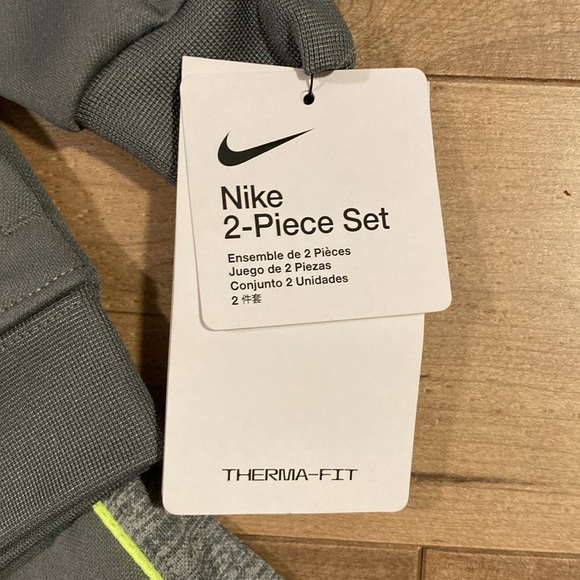 Nike
2-Piece Set
Ensemble de 2 Pièces
Juego de 2 Piezas
Conjunto 2 Unidades
2 件套
THERMA-FIT